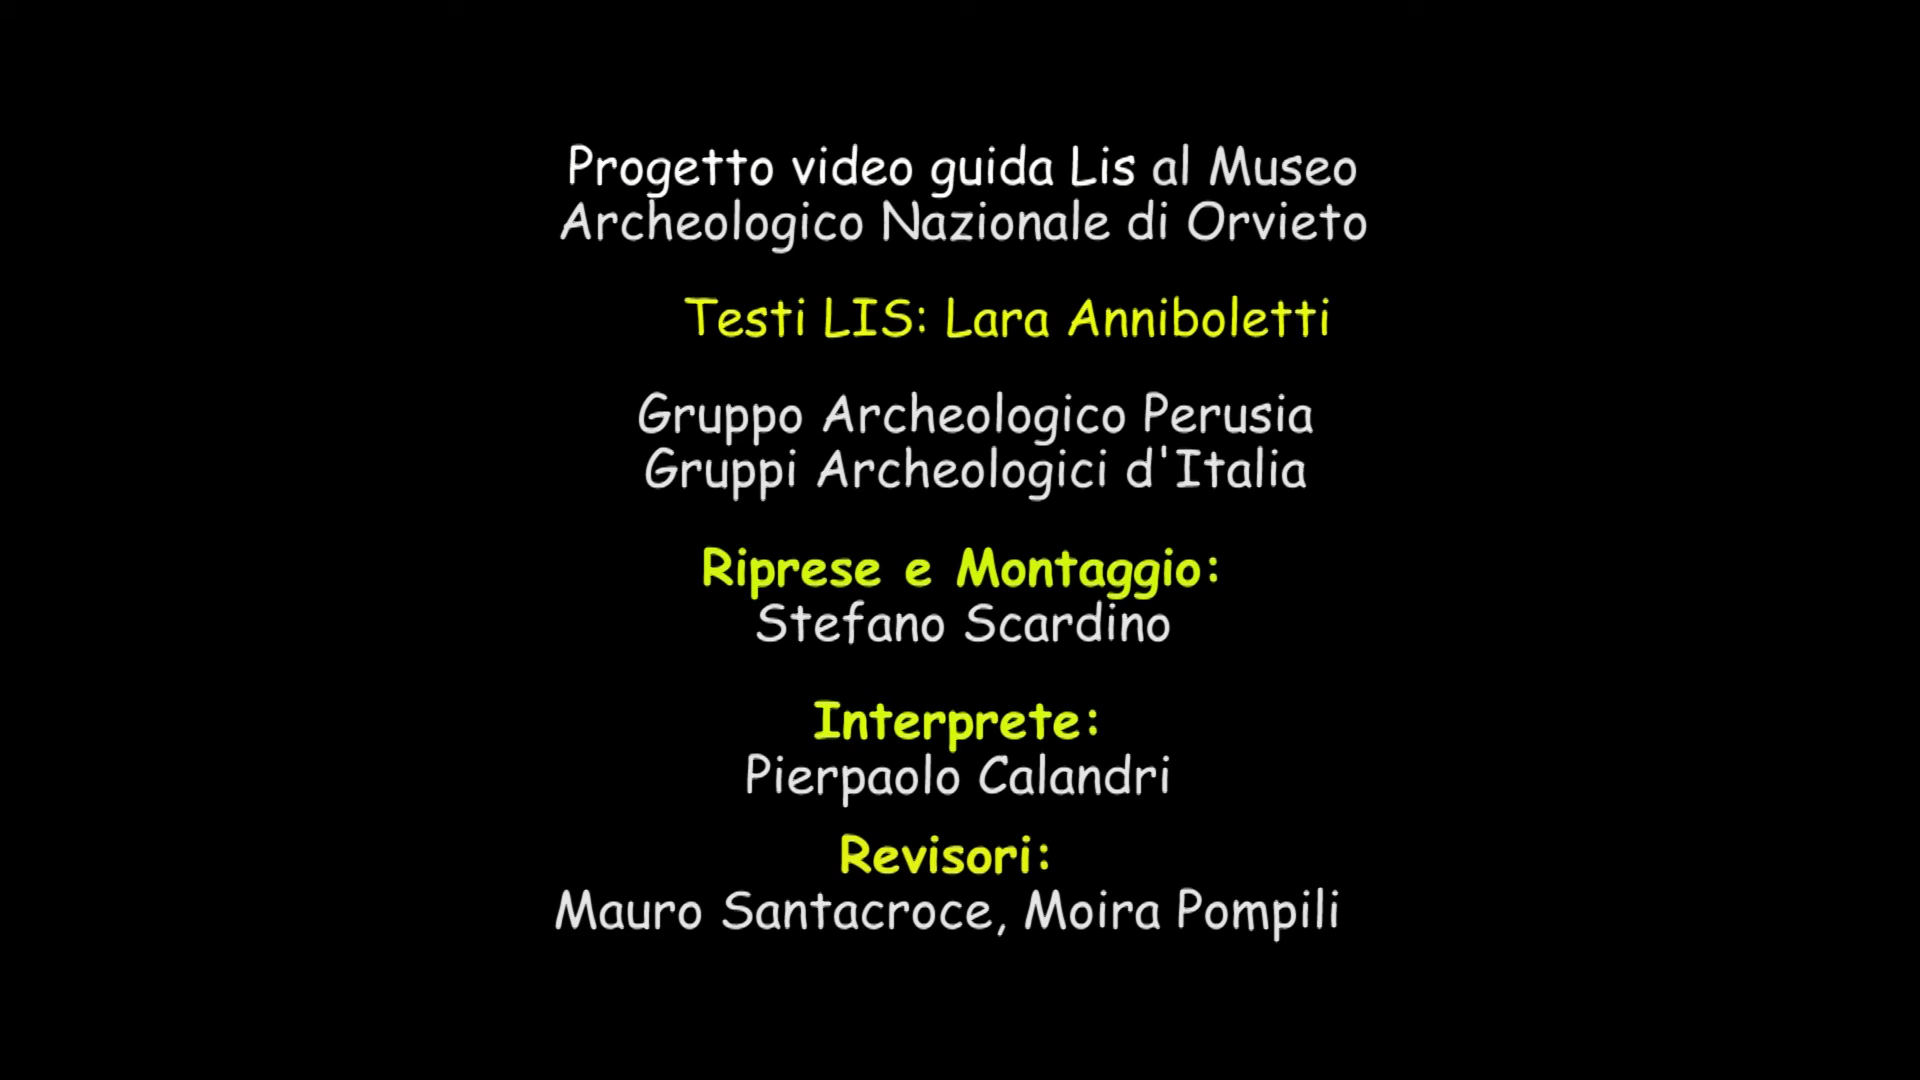 Progetto video guida Lis al Museo
Archeologico Nazionale di Orvieto
Testi LIS: Lara Anniboletti
Gruppo Archeologico Perusia
Gruppi Archeologici d'Italia
Riprese e Montaggio:
Stefano Scardino
Interprete:
Pierpaolo Calandri
Revisori:
Mauro Santacroce, Moira Pompili